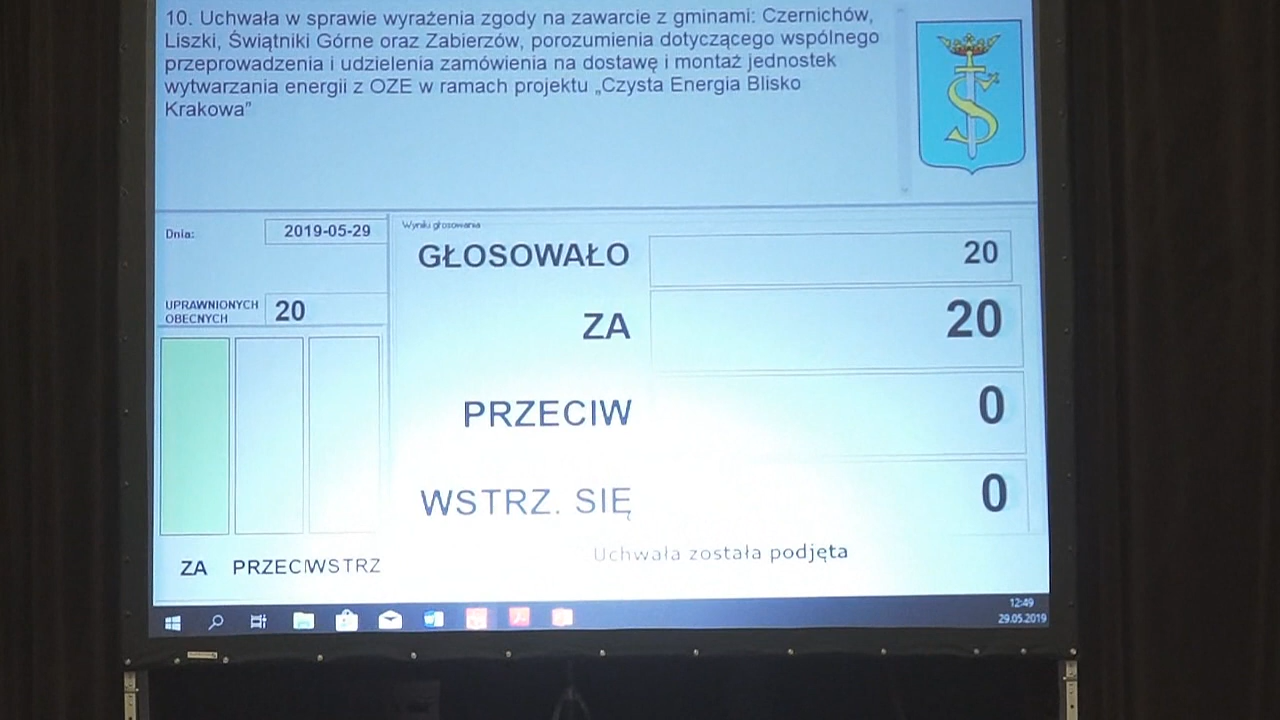 10. Uchwała w sprawie wyrażenia zgody na zawarcie z gminami: Czernichów,
Liszki, Świątniki Górne oraz Zabierzów, porozumienia dotyczącego wspólnego
przeprowadzenia i udzielenia zamówienia na dostawę i montaż jednostek
wytwarzania energii z OZE w ramach projektu „Czysta Energia Blisko
Krakowa”
Dnia: 2019-05-29
UPRAWNIONYCH
OBECNYCH 20
Wyniki głosowania
GŁOSOWAŁO 20
ZA 20
PRZECIW 0
WSTRZ. SIĘ 0
Uchwała została podjęta
ZA PRZECIWSTRZ
12:49
29.05.2019